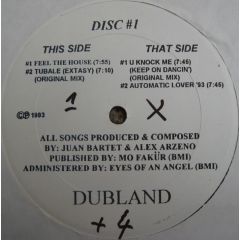 DISC #1
THIS SIDE
#1 FEEL THE HOUSE (7:55)
#2 TUBALE (EXTASY) (7:10)
(ORIGINAL MIX)
THAT SIDE
#1 U KNOCK ME (7:45)
(KEEP ON DANCIN')
(ORIGINAL MIX)
#2 AUTOMATIC LOVER '93 (5:25)
1
X
©℗ 1993
ALL SONGS PRODUCED & COMPOSED
BY: JUAN BARTET & ALEX ARZENO
PUBLISHED BY: MO FAKÜR (BMI)
ADMINISTERED BY: EYES OF AN ANGEL (BMI)
DUBLAND
+4